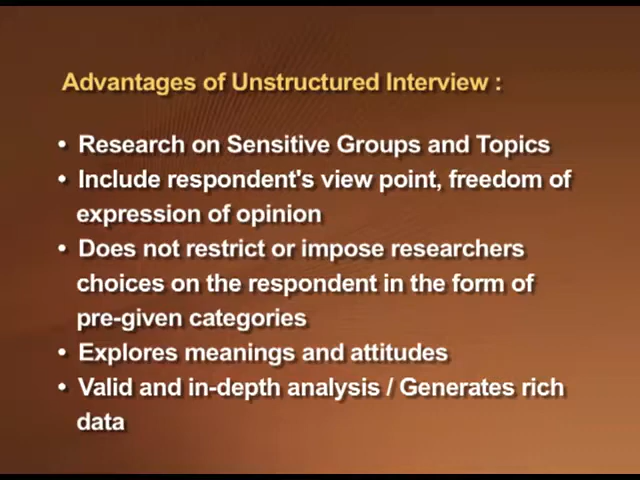 Advantages of Unstructured Interview :
• Research on Sensitive Groups and Topics
• Include respondent's view point, freedom of
expression of opinion
• Does not restrict or impose researchers
choices on the respondent in the form of
pre-given categories
• Explores meanings and attitudes
• Valid and in-depth analysis / Generates rich
data